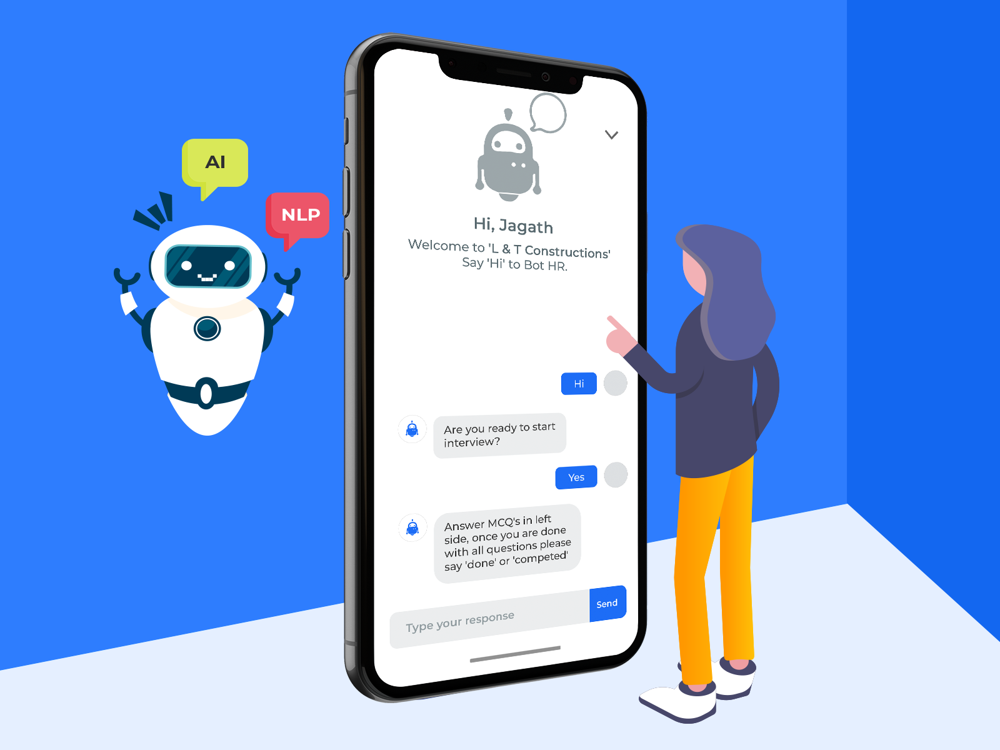 AI
NLP
Hi, Jagath
Welcome to 'L & T Constructions'
Say 'Hi' to Bot HR.
Hi
Are you ready to start
interview?
Yes
Answer MCQ's in left
side, once you are done
with all questions please
say 'done' or 'competed'
Type your response
Send